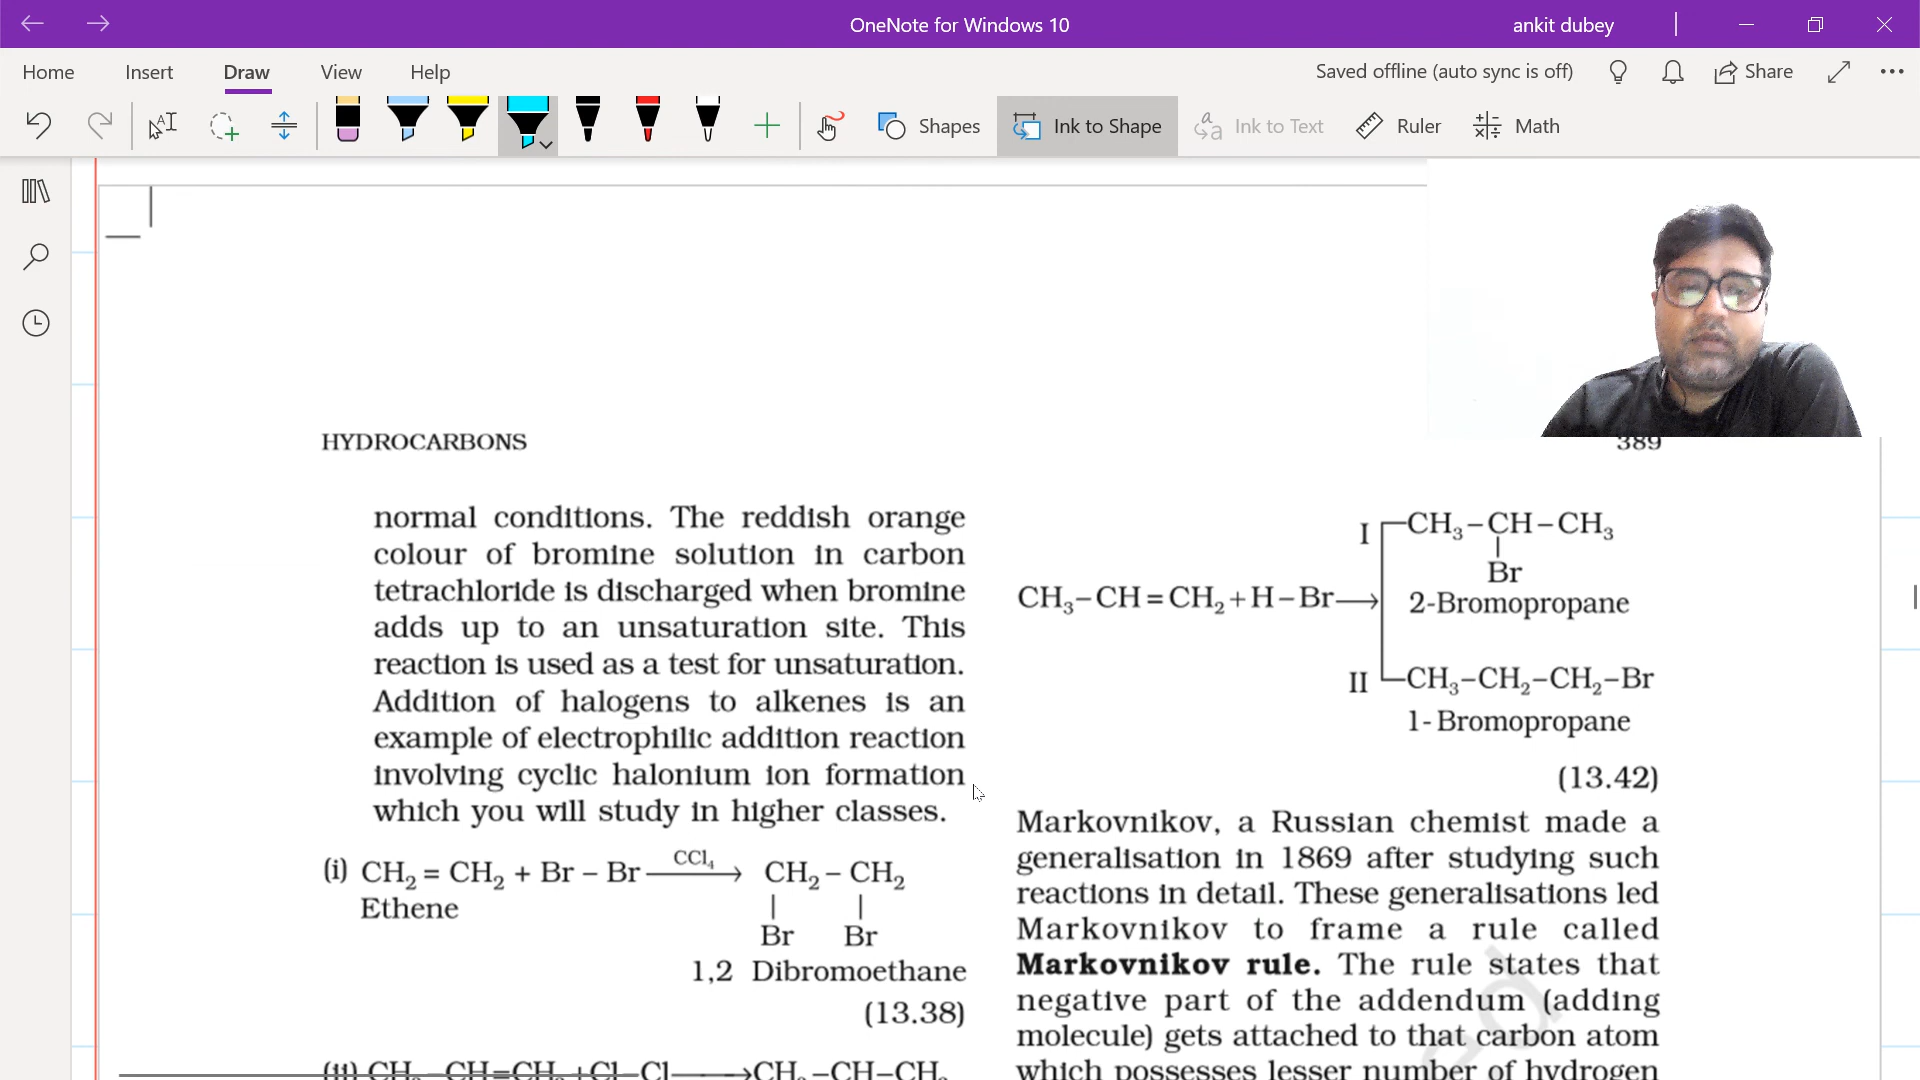 OneNote for Windows 10
ankit dubey
Home Insert Draw View Help
Saved offline (auto sync is off)
Share
Shapes
Ink to Shape
Ink to Text
Ruler
Math
HYDROCARBONS
389
normal conditions. The reddish orange
colour of bromine solution in carbon
tetrachloride is discharged when bromine
adds up to an unsaturation site. This
reaction is used as a test for unsaturation.
Addition of halogens to alkenes is an
example of electrophilic addition reaction
involving cyclic halonium ion formation
which you will study in higher classes.
(i) CH₂ = CH₂ + Br – Br —CCl₄→ CH₂ – CH₂
Ethene | |
Br Br
1,2 Dibromoethane
(13.38)
(ii) CH₃–CH=CH₂+Cl–Cl⟶CH₃–CH–CH₂
I CH₃–CH–CH₃
|
Br
CH₃–CH=CH₂+H–Br⟶ 2-Bromopropane
II CH₃–CH₂–CH₂–Br
1-Bromopropane
(13.42)
Markovnikov, a Russian chemist made a
generalisation in 1869 after studying such
reactions in detail. These generalisations led
Markovnikov to frame a rule called
Markovnikov rule. The rule states that
negative part of the addendum (adding
molecule) gets attached to that carbon atom
which possesses lesser number of hydrogen